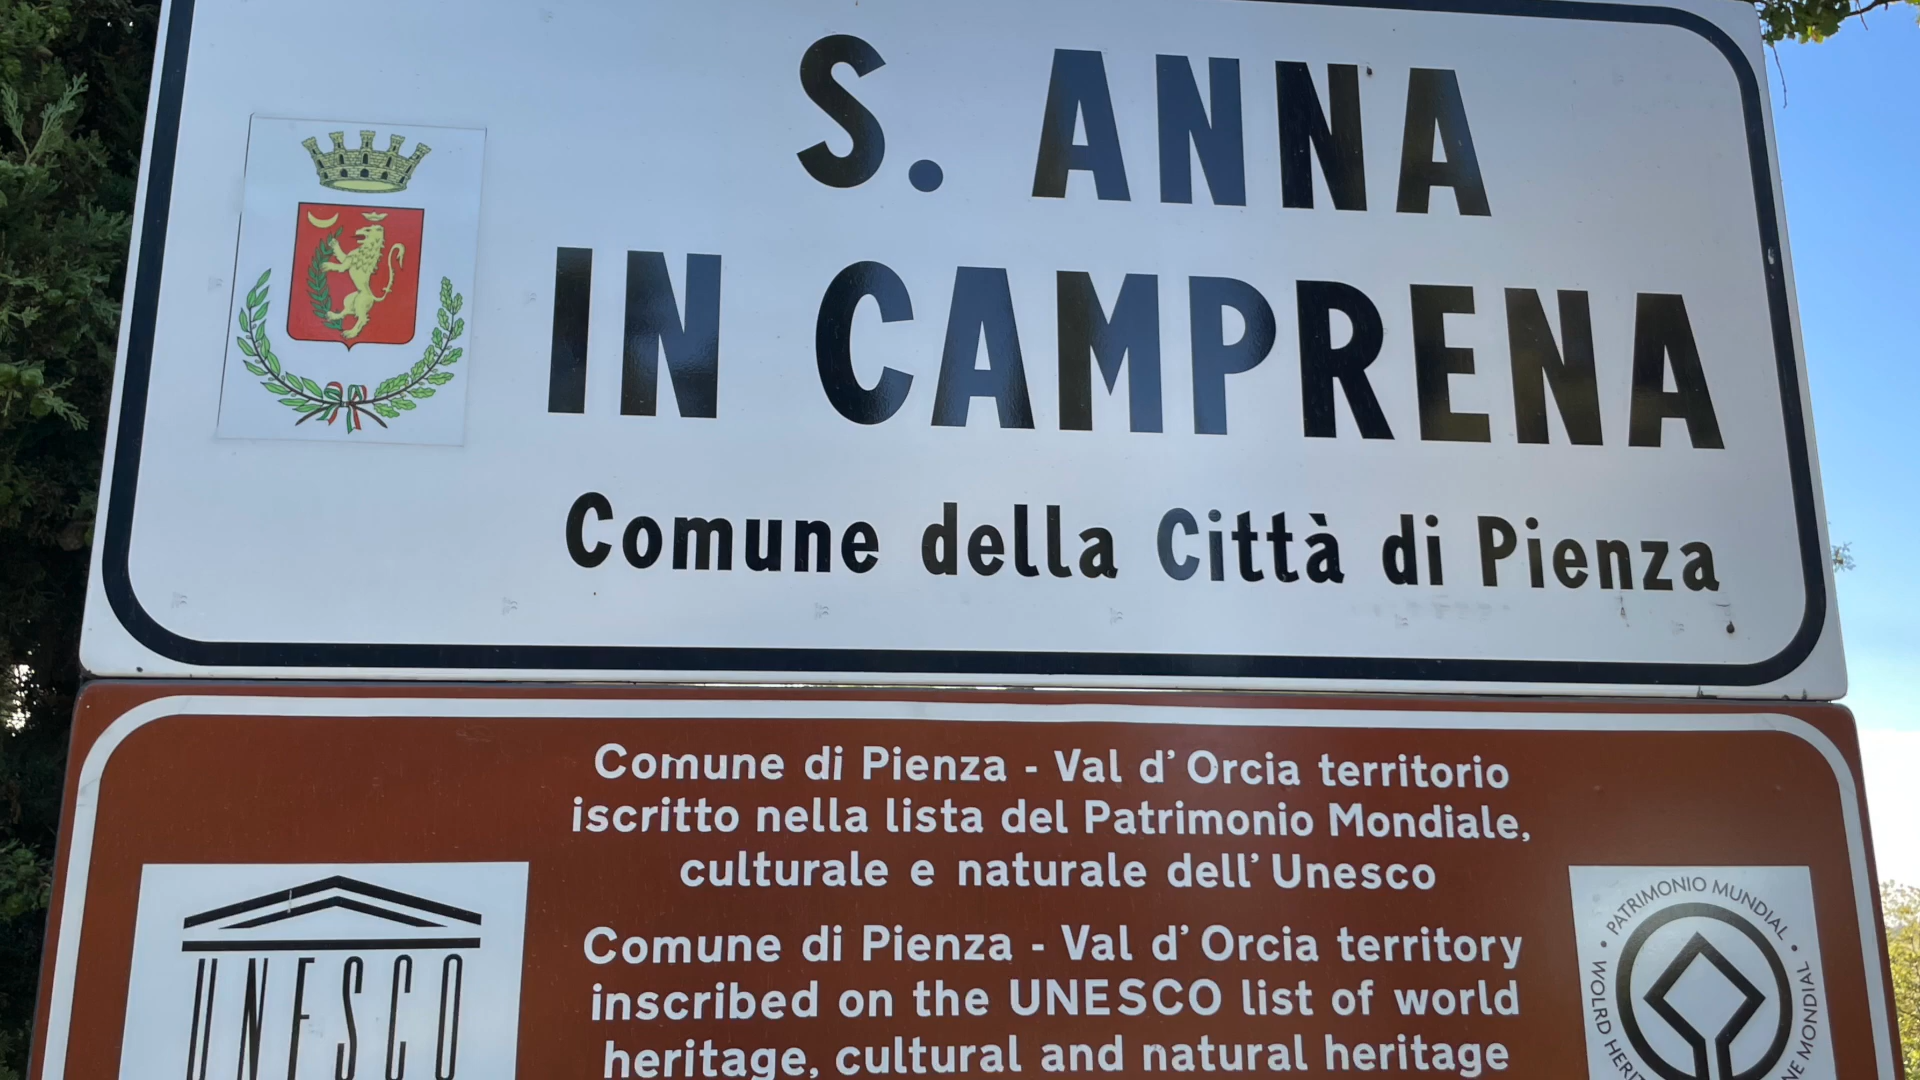 S. ANNA
IN CAMPRENA
Comune della Città di Pienza
Comune di Pienza - Val d' Orcia territorio
iscritto nella lista del Patrimonio Mondiale,
culturale e naturale dell' Unesco
UNESCO
Comune di Pienza - Val d' Orcia territory
inscribed on the UNESCO list of world
heritage, cultural and natural heritage
• PATRIMONIO MUNDIAL •
WOLRD
MONDIAL